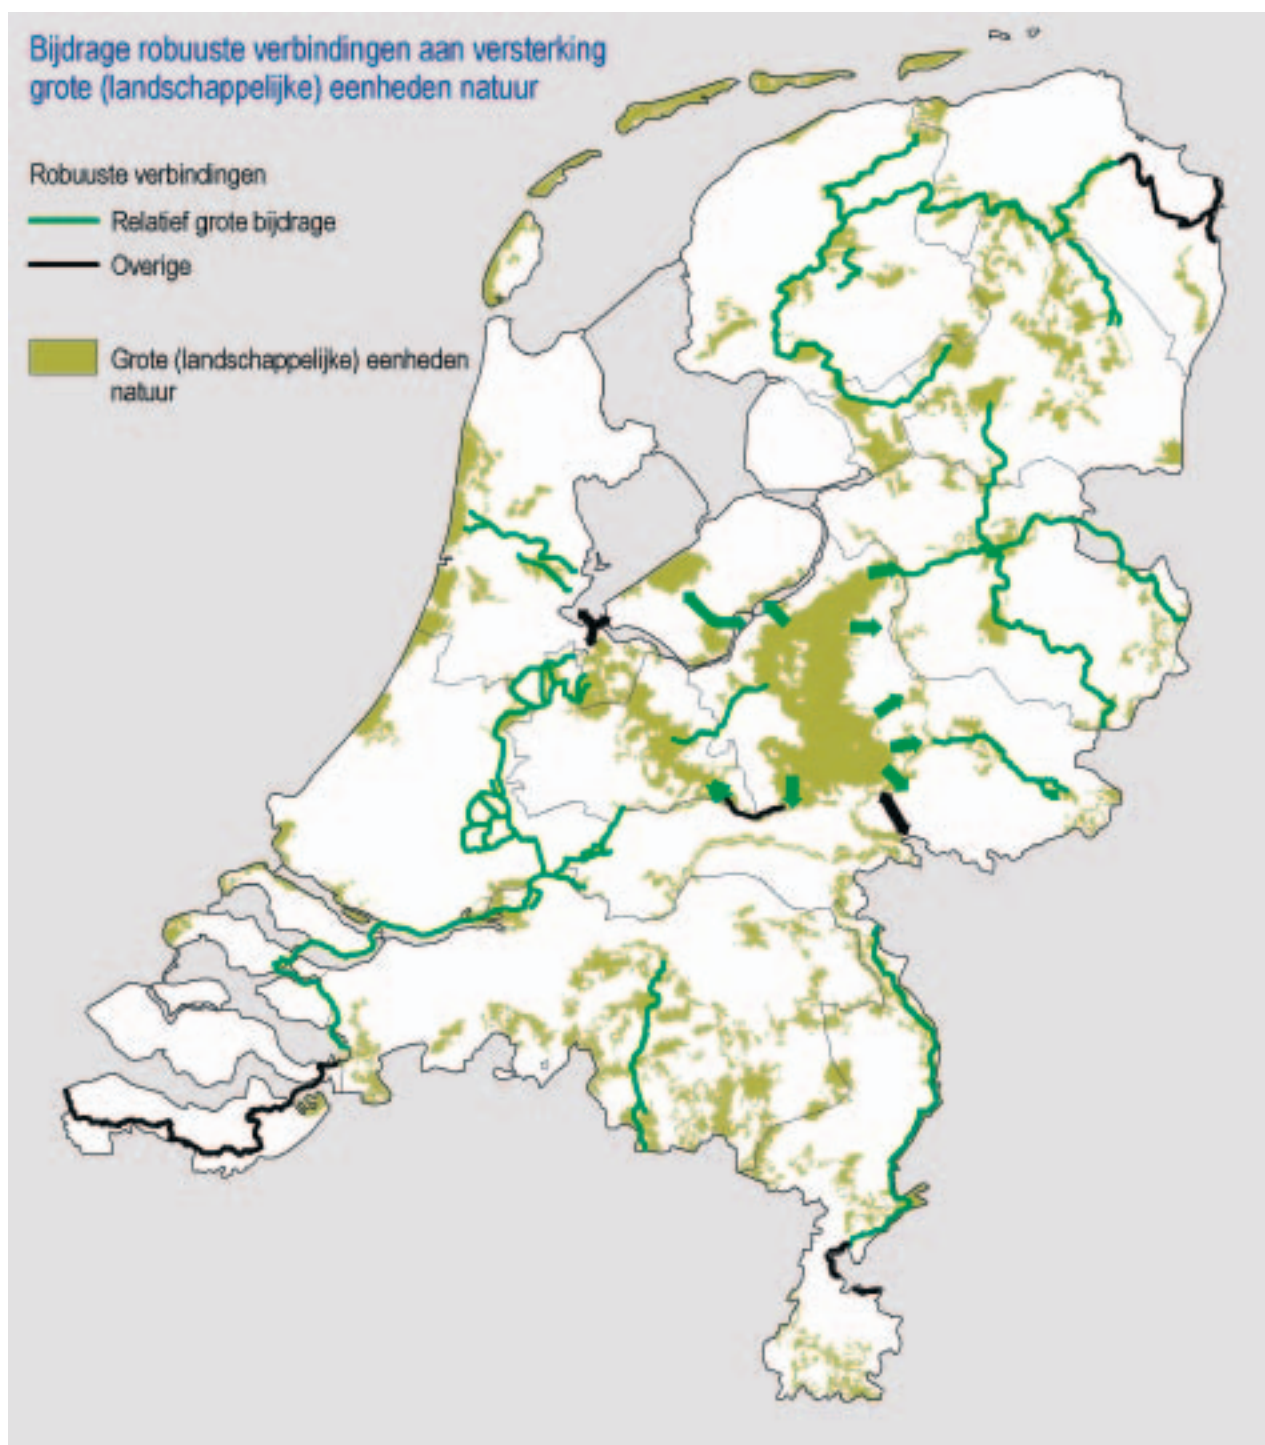 Bijdrage robuuste verbindingen aan versterking
grote (landschappelijke) eenheden natuur
Robuuste verbindingen
Relatief grote bijdrage
Overige
Grote (landschappelijke) eenheden
natuur